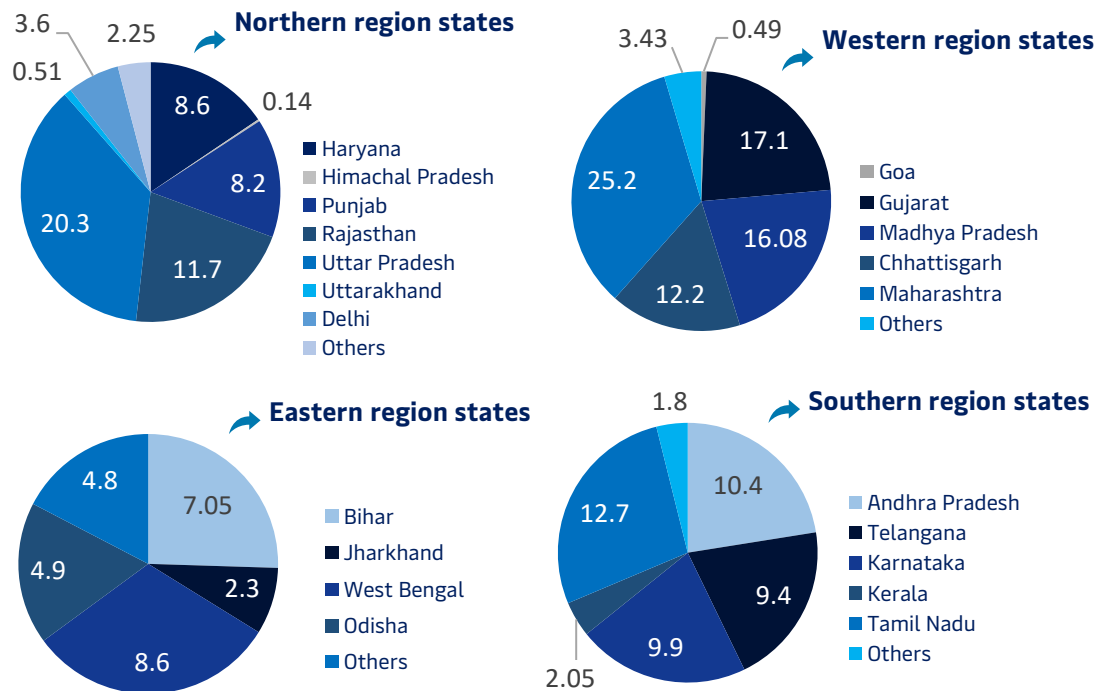 Northern region states
3.6
2.25
0.51
8.6
0.14
8.2
20.3
11.7
Haryana
Himachal Pradesh
Punjab
Rajasthan
Uttar Pradesh
Uttarakhand
Delhi
Others
Western region states
3.43
0.49
17.1
25.2
16.08
12.2
Goa
Gujarat
Madhya Pradesh
Chhattisgarh
Maharashtra
Others
Eastern region states
4.8
7.05
4.9
2.3
8.6
Bihar
Jharkhand
West Bengal
Odisha
Others
Southern region states
1.8
10.4
12.7
9.4
9.9
2.05
Andhra Pradesh
Telangana
Karnataka
Kerala
Tamil Nadu
Others